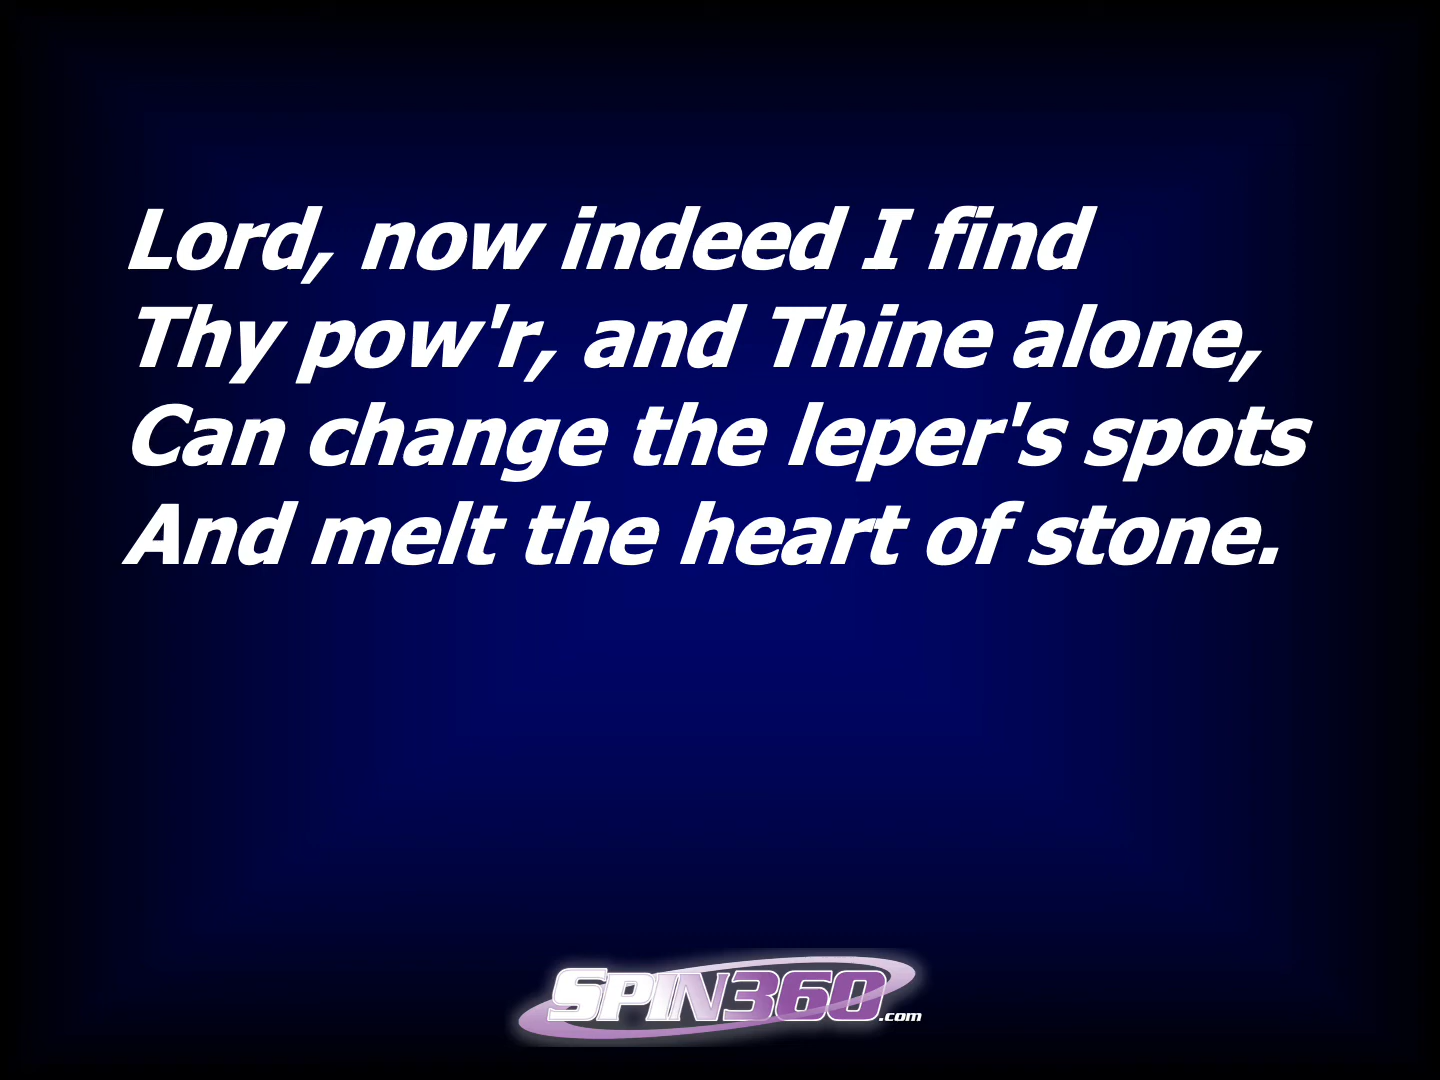 Lord, now indeed I find
Thy pow'r, and Thine alone,
Can change the leper's spots
And melt the heart of stone.
SPIN360.com